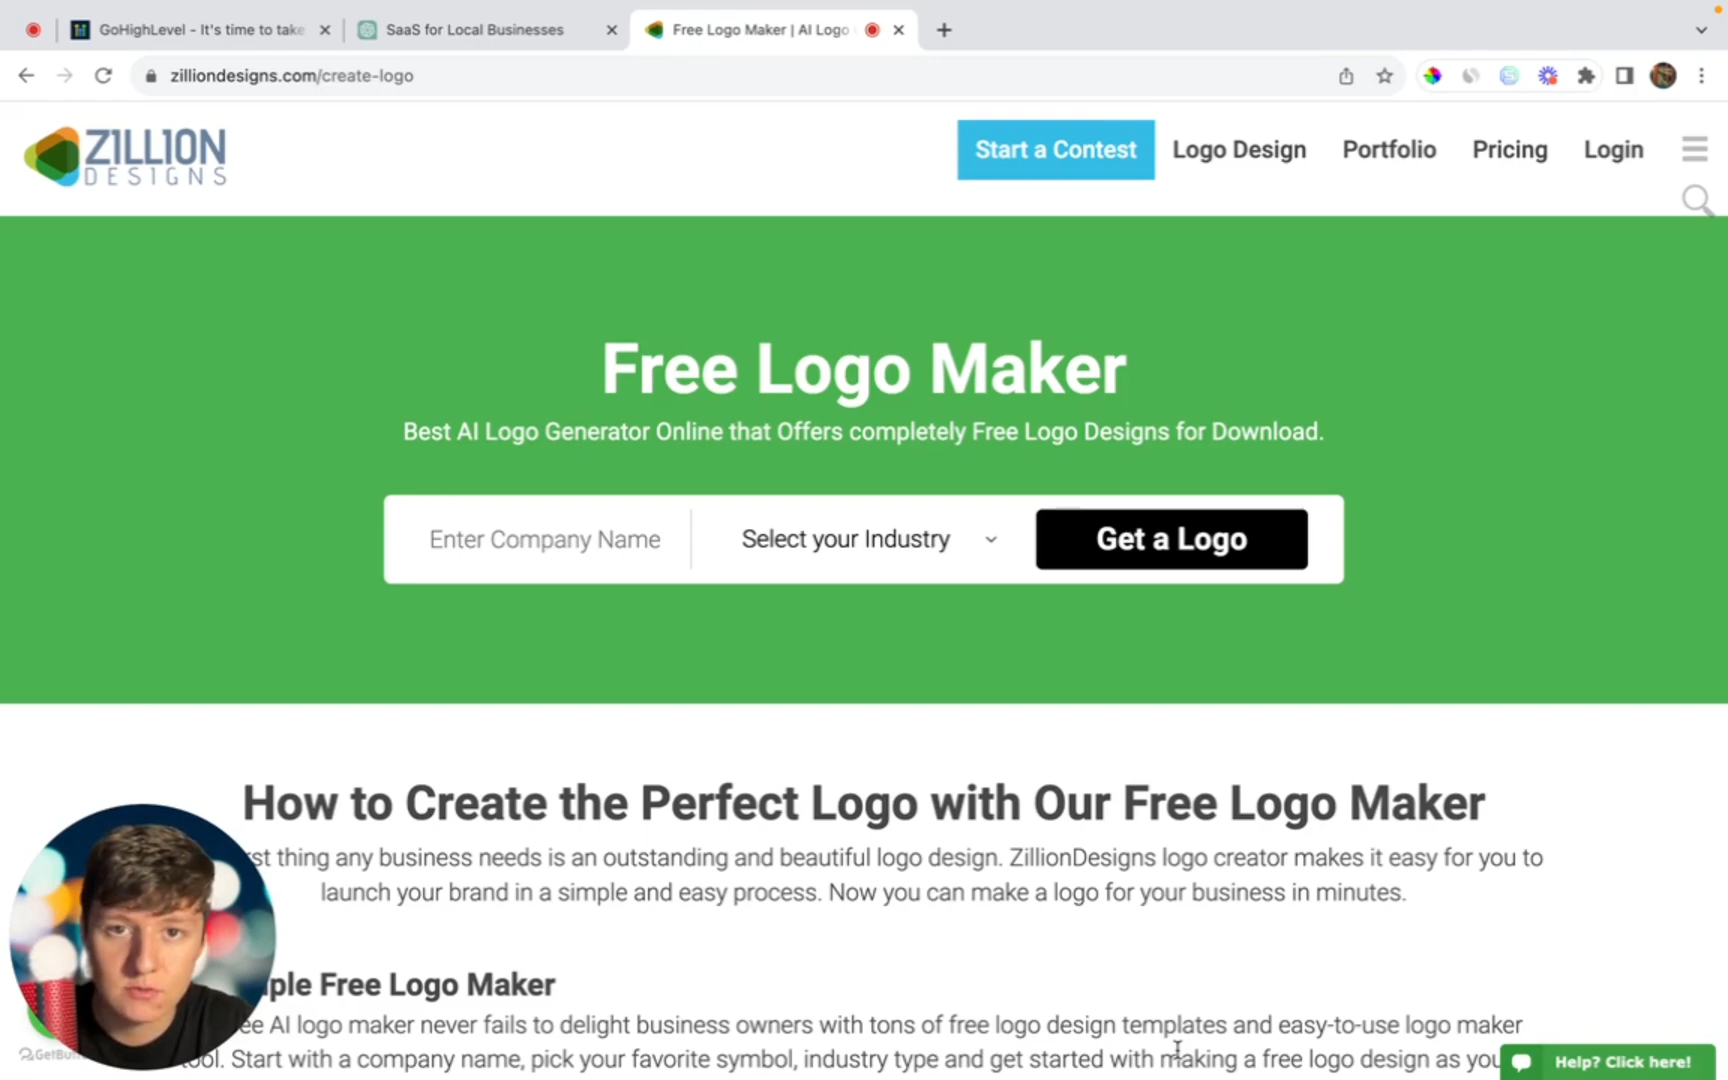 GoHighLevel - It's time to take
SaaS for Local Businesses
Free Logo Maker | AI Logo
zilliondesigns.com/create-logo
ZILLION
DESIGNS
Start a Contest
Logo Design
Portfolio
Pricing
Login
Free Logo Maker
Best AI Logo Generator Online that Offers completely Free Logo Designs for Download.
Enter Company Name
Select your Industry
Get a Logo
How to Create the Perfect Logo with Our Free Logo Maker
rst thing any business needs is an outstanding and beautiful logo design. ZillionDesigns logo creator makes it easy for you to
launch your brand in a simple and easy process. Now you can make a logo for your business in minutes.
ple Free Logo Maker
ee AI logo maker never fails to delight business owners with tons of free logo design templates and easy-to-use logo maker
ool. Start with a company name, pick your favorite symbol, industry type and get started with making a free logo design as you
GetBu
Help? Click here!